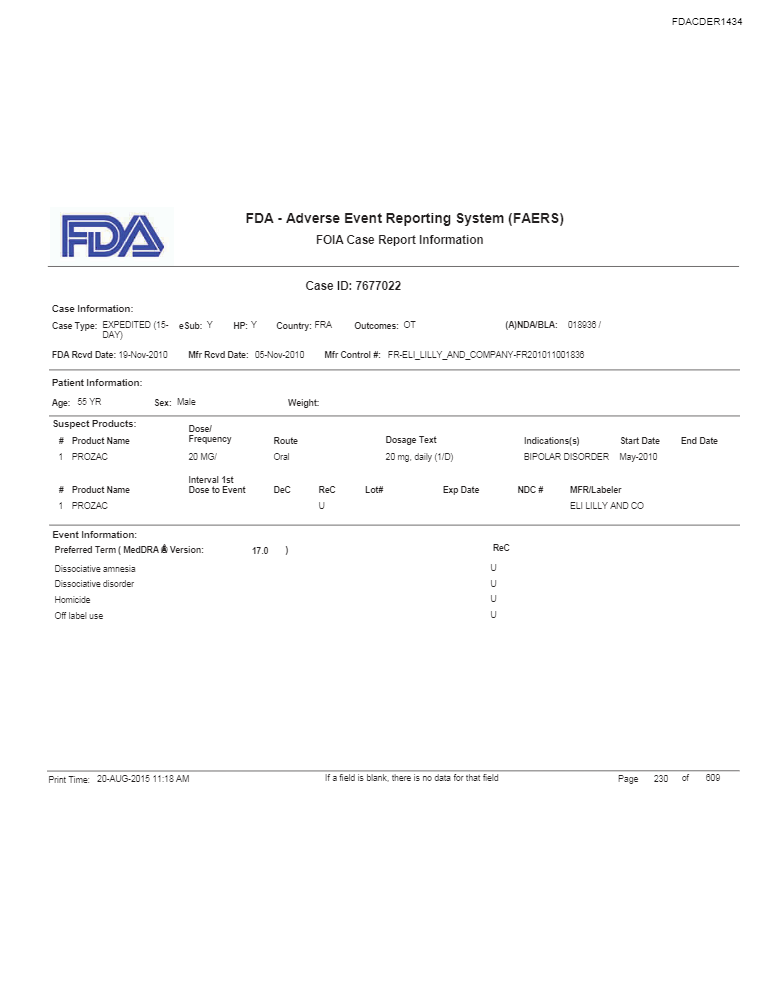 FDACDER1434
FDA
FDA - Adverse Event Reporting System (FAERS)
FOIA Case Report Information
Case ID: 7677022
Case Information:
Case Type: EXPEDITED (15- eSub: Y HP: Y Country: FRA Outcomes: OT (A)NDA/BLA: 018936 /
DAY)
FDA Rcvd Date: 19-Nov-2010 Mfr Rcvd Date: 05-Nov-2010 Mfr Control #: FR-ELI_LILLY_AND_COMPANY-FR201011001836
Patient Information:
Age: 55 YR Sex: Male Weight:
Suspect Products:
Dose/
# Product Name Frequency Route Dosage Text Indications(s) Start Date End Date
1 PROZAC 20 MG/ Oral 20 mg, daily (1/D) BIPOLAR DISORDER May-2010
Interval 1st
# Product Name Dose to Event DeC ReC Lot# Exp Date NDC # MFR/Labeler
1 PROZAC U ELI LILLY AND CO
Event Information:
Preferred Term ( MedDRA Version: 17.0 ) ReC
Dissociative amnesia U
Dissociative disorder U
Homicide U
Off label use U
Print Time: 20-AUG-2015 11:18 AM If a field is blank, there is no data for that field Page 230 of 609